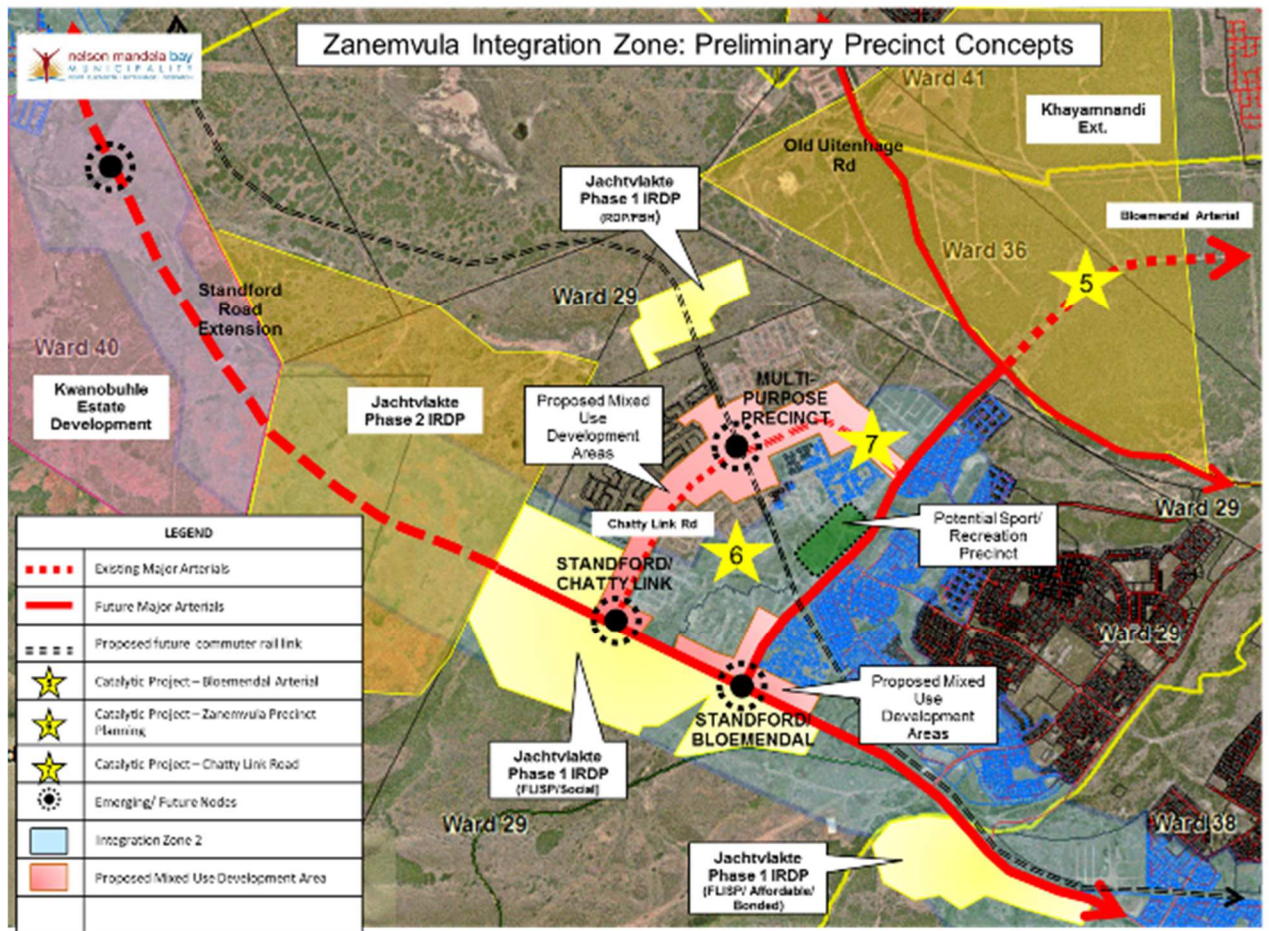 Zanemvula Integration Zone: Preliminary Precinct Concepts
nelson mandela bay
MUNICIPALITY
Ward 41
Khayamnandi
Ext.
Old Uitenhage
Rd
Jachtvlakte
Phase 1 IRDP
(RDP/FBH)
Bloemendal Arterial
Ward 36
5
Standford
Road
Extension
Ward 29
Ward 40
Kwanobuhle
Estate
Development
Jachtvlakte
Phase 2 IRDP
Proposed Mixed
Use
Development
Areas
MULTI-
PURPOSE
PRECINCT
7
Ward 29
Chatty Link Rd
Potential Sport/
Recreation
Precinct
6
STANDFORD/
CHATTY LINK
Ward 29
Proposed Mixed
Use
Development
Areas
STANDFORD/
BLOEMENDAL
Jachtvlakte
Phase 1 IRDP
(FLISP/Social)
Ward 29
Ward 38
Jachtvlakte
Phase 1 IRDP
(FLISP/ Affordable/
Bonded)
LEGEND
Existing Major Arterials
Future Major Arterials
Proposed future commuter rail link
5
Catalytic Project – Bloemendal Arterial
6
Catalytic Project – Zanemvula Precinct
Planning
7
Catalytic Project – Chatty Link Road
Emerging/ Future Nodes
Integration Zone 2
Proposed Mixed Use Development Area